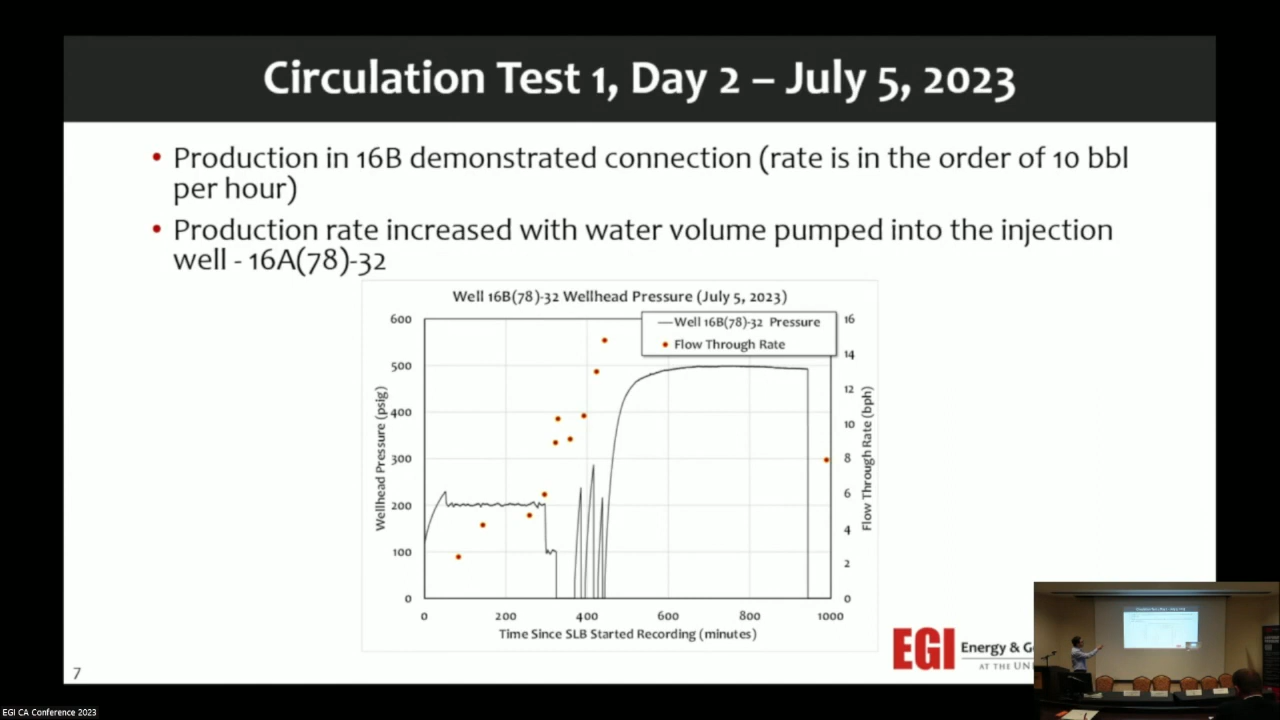 Circulation Test 1, Day 2 – July 5, 2023
• Production in 16B demonstrated connection (rate is in the order of 10 bbl
per hour)
• Production rate increased with water volume pumped into the injection
well - 16A(78)-32
Well 16B(78)-32 Wellhead Pressure (July 5, 2023)
Well 16B(78)-32 Pressure
Flow Through Rate
Wellhead Pressure (psig)
600
500
400
300
200
100
0
16
14
12
10
8
6
4
2
0
Flow Through Rate (bph)
0 200 400 600 800 1000
Time Since SLB Started Recording (minutes)
EGI Energy & G
AT THE UN
7
EGI CA Conference 2023